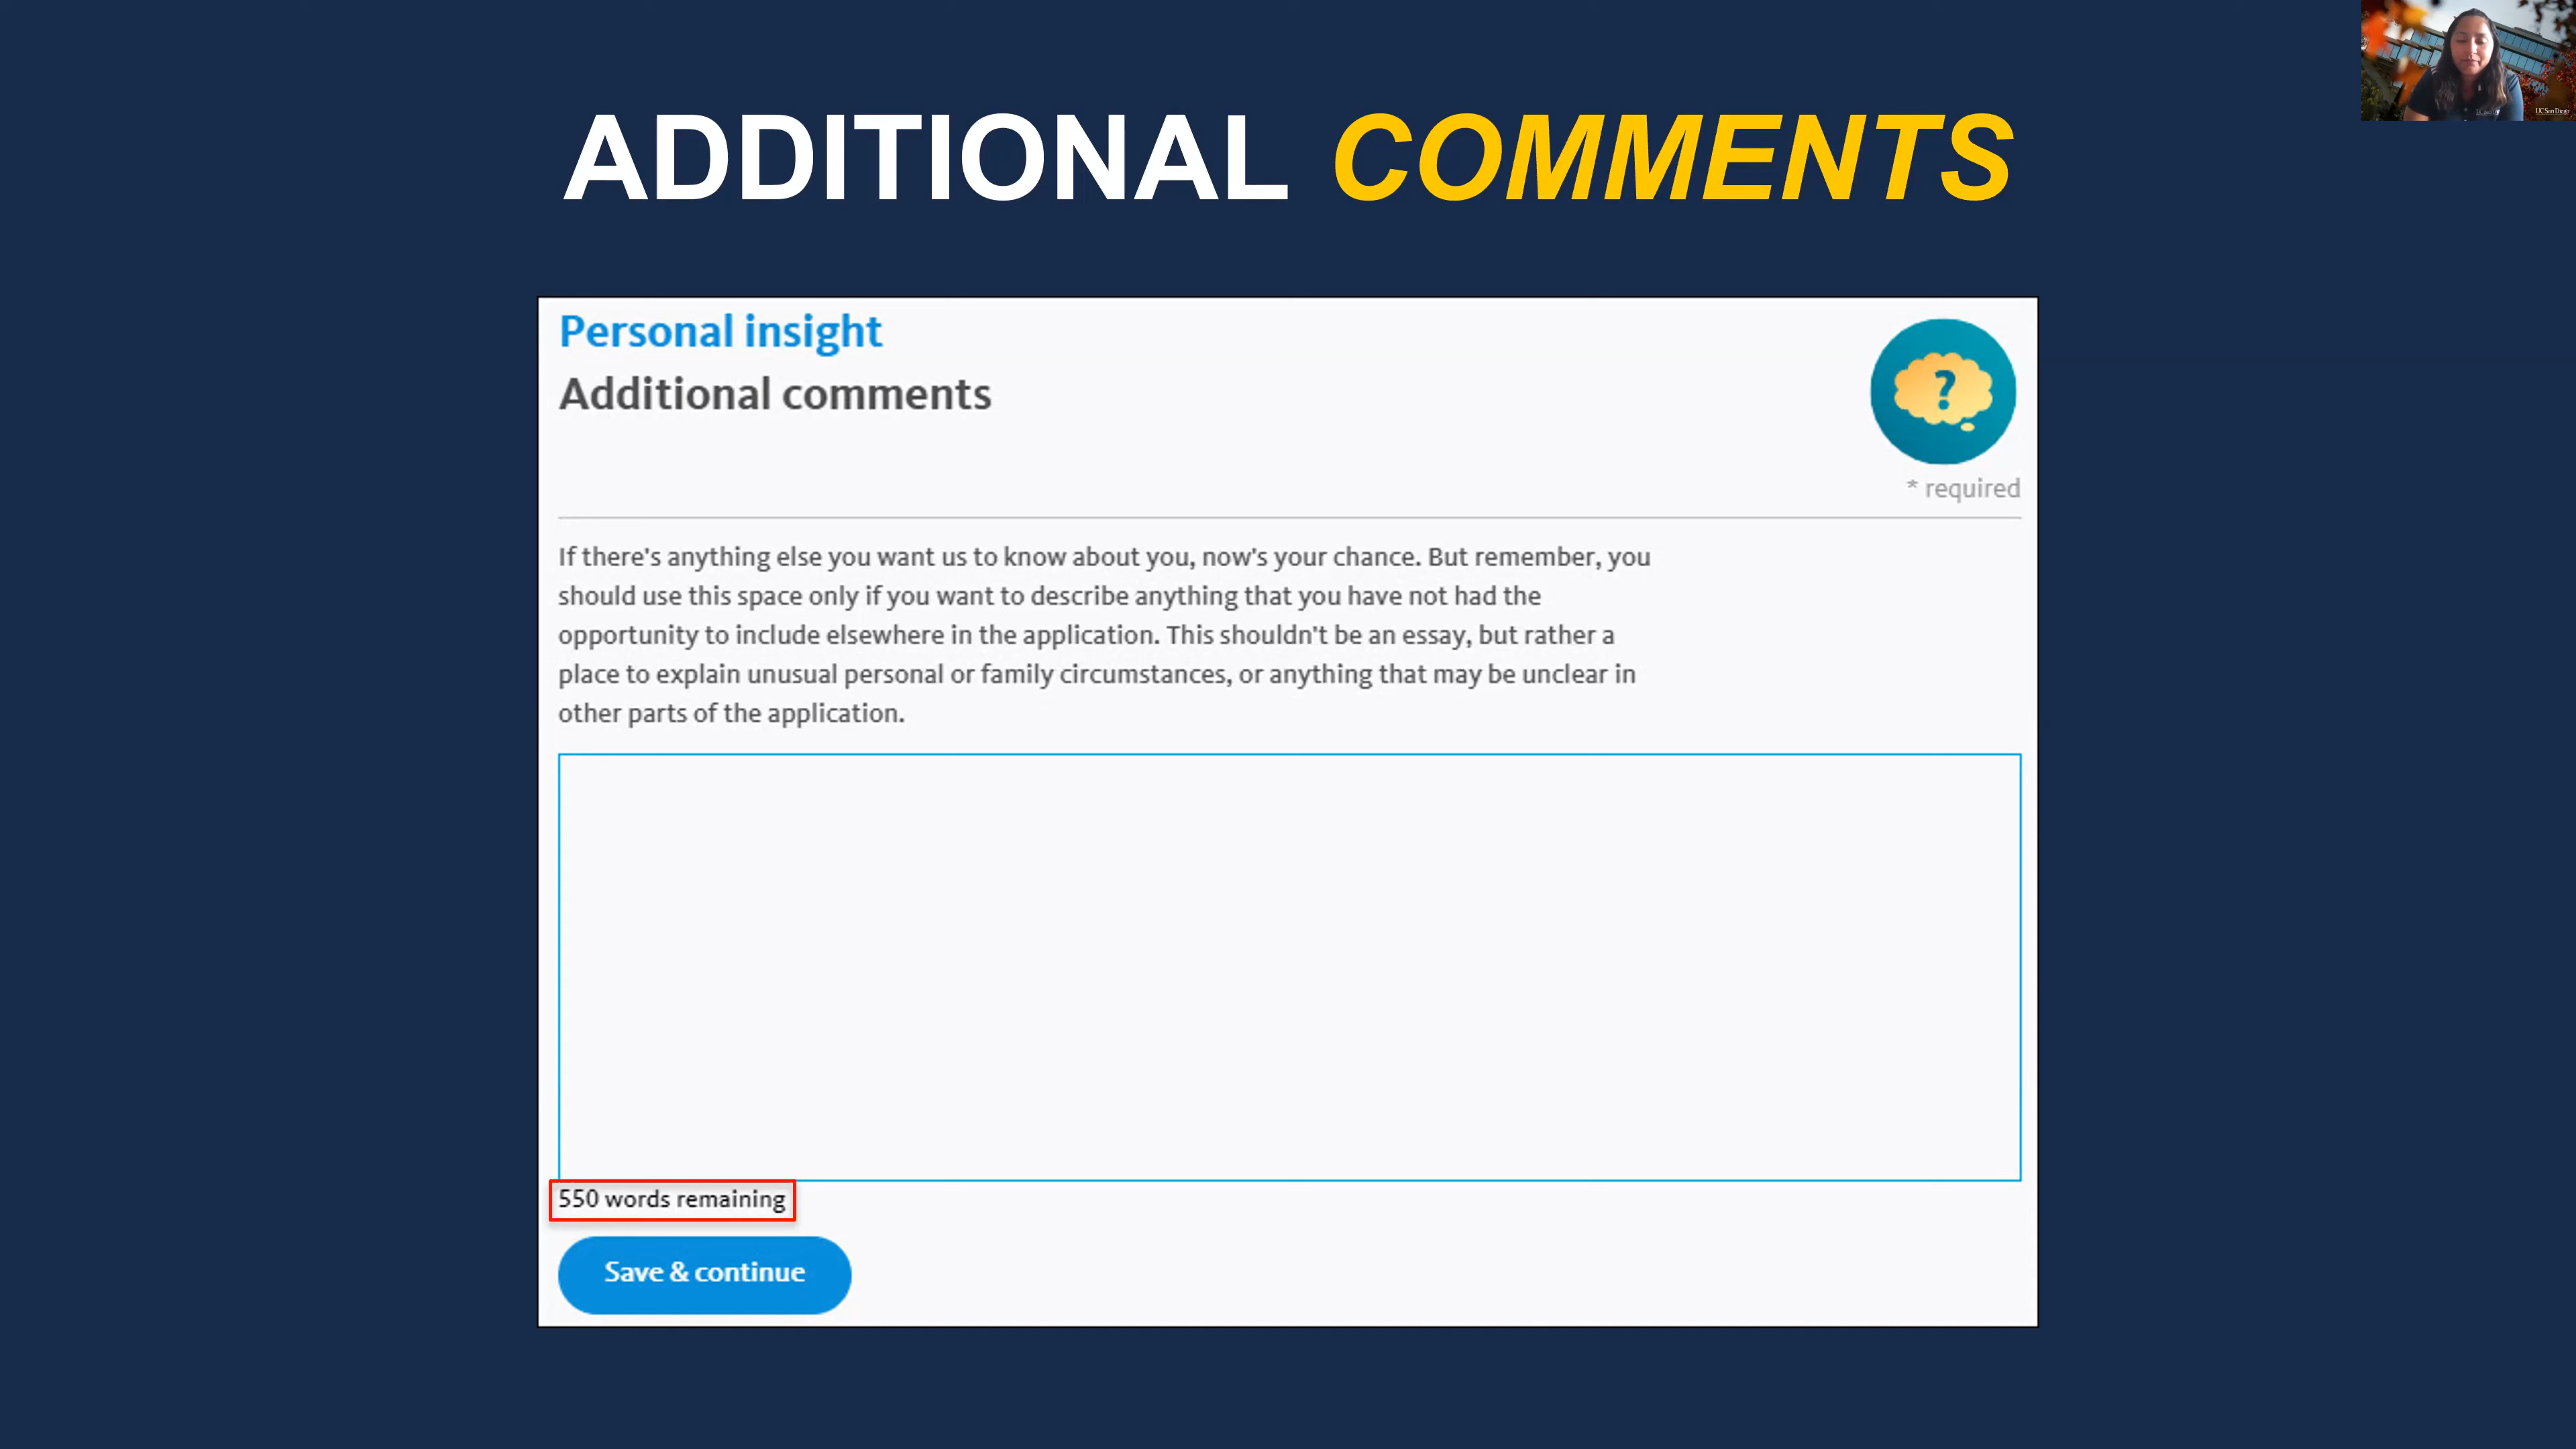 ADDITIONAL COMMENTS
UC San Diego
Personal insight
Additional comments
?
* required
If there's anything else you want us to know about you, now's your chance. But remember, you
should use this space only if you want to describe anything that you have not had the
opportunity to include elsewhere in the application. This shouldn't be an essay, but rather a
place to explain unusual personal or family circumstances, or anything that may be unclear in
other parts of the application.
550 words remaining
Save & continue